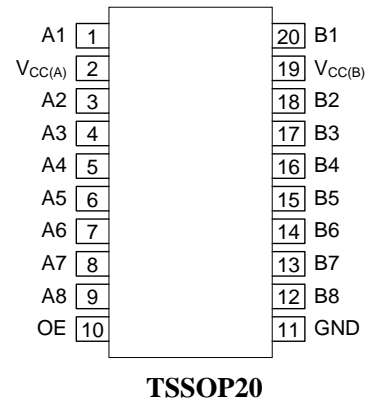 A1 1 20 B1
VCC(A) 2 19 VCC(B)
A2 3 18 B2
A3 4 17 B3
A4 5 16 B4
A5 6 15 B5
A6 7 14 B6
A7 8 13 B7
A8 9 12 B8
OE 10 11 GND
TSSOP20